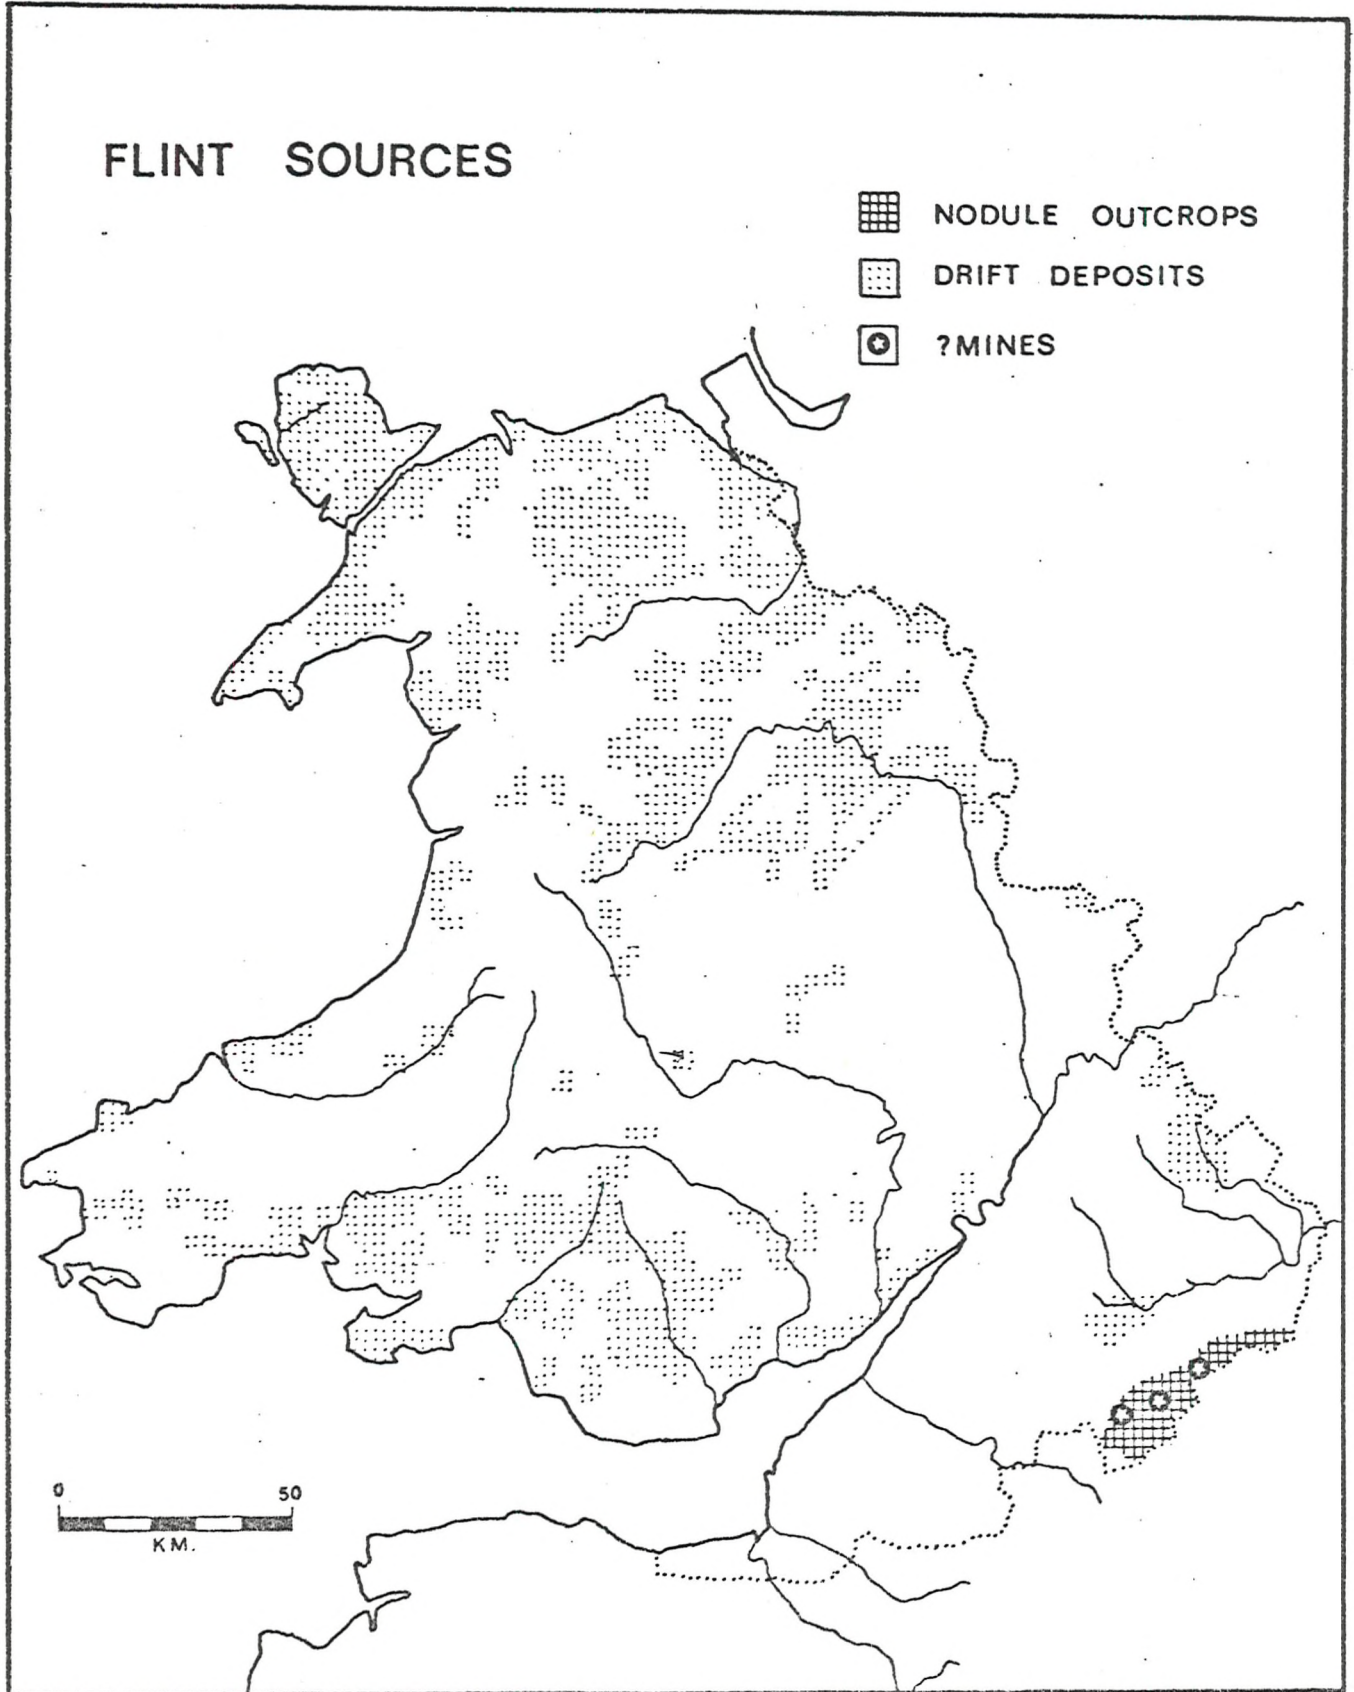 FLINT SOURCES
NODULE OUTCROPS
DRIFT DEPOSITS
?MINES
0 50
KM.